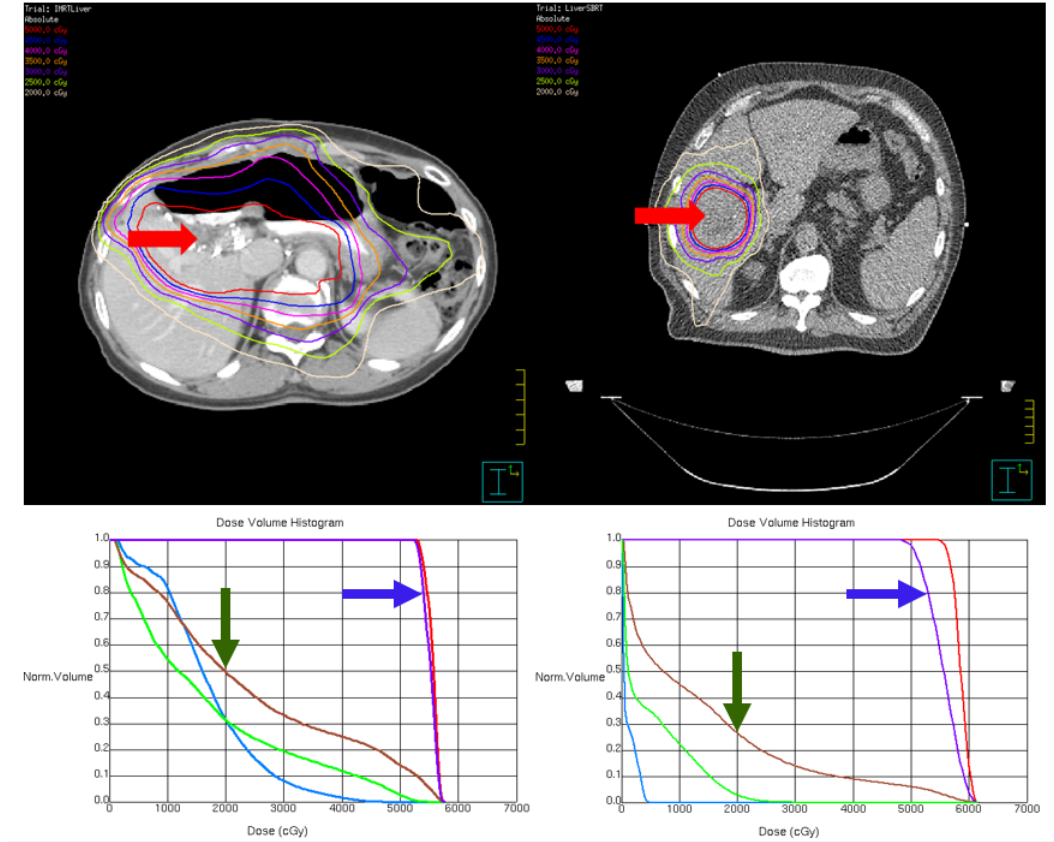 Trial: IMRTLiver
Absolute
5000.0 cGy
4500.0 cGy
4000.0 cGy
3500.0 cGy
3000.0 cGy
2500.0 cGy
2000.0 cGy
Trial: LiverSBRT
Absolute
5000.0 cGy
4500.0 cGy
4000.0 cGy
3500.0 cGy
3000.0 cGy
2500.0 cGy
2000.0 cGy
Dose Volume Histogram
1.0
0.9
0.8
0.7
0.6
0.5
Norm.Volume
0.4
0.3
0.2
0.1
0.0
0 1000 2000 3000 4000 5000 6000 7000
Dose (cGy)
Dose Volume Histogram
1.0
0.9
0.8
0.7
0.6
0.5
Norm.Volume
0.4
0.3
0.2
0.1
0.0
0 1000 2000 3000 4000 5000 6000 7000
Dose (cGy)